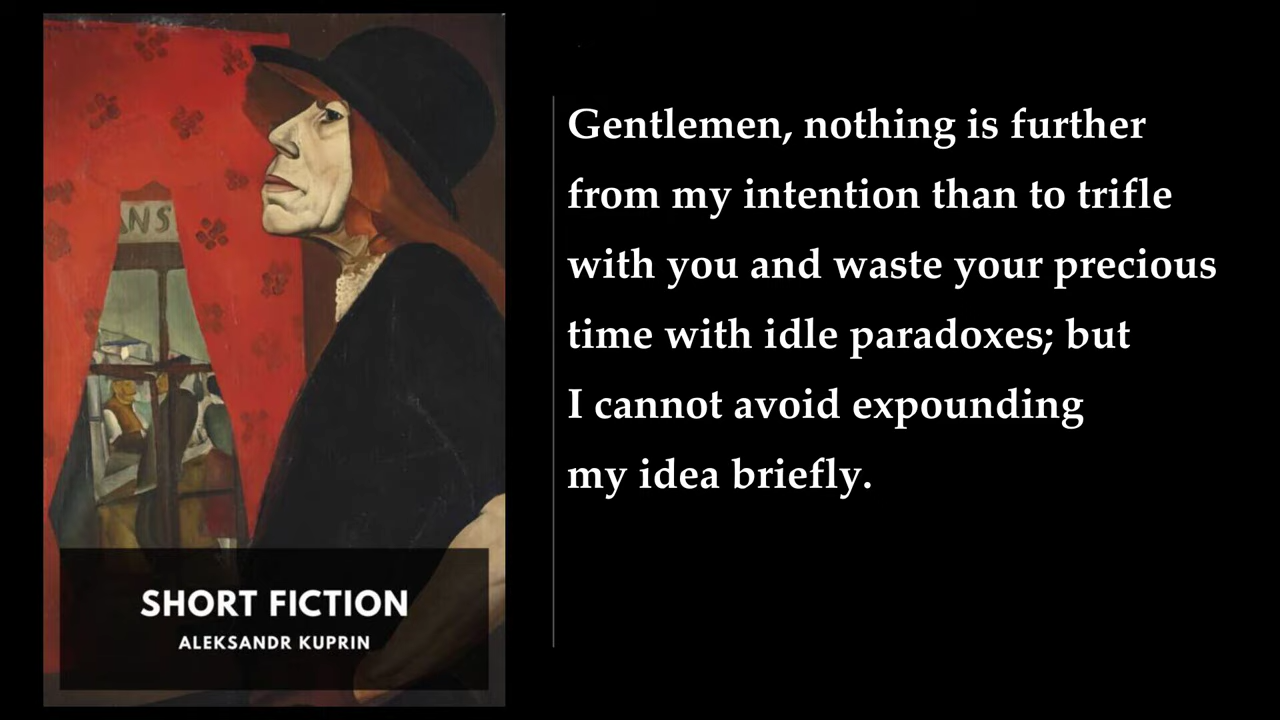 NS
SHORT FICTION
ALEKSANDR KUPRIN
Gentlemen, nothing is further
from my intention than to trifle
with you and waste your precious
time with idle paradoxes; but
I cannot avoid expounding
my idea briefly.